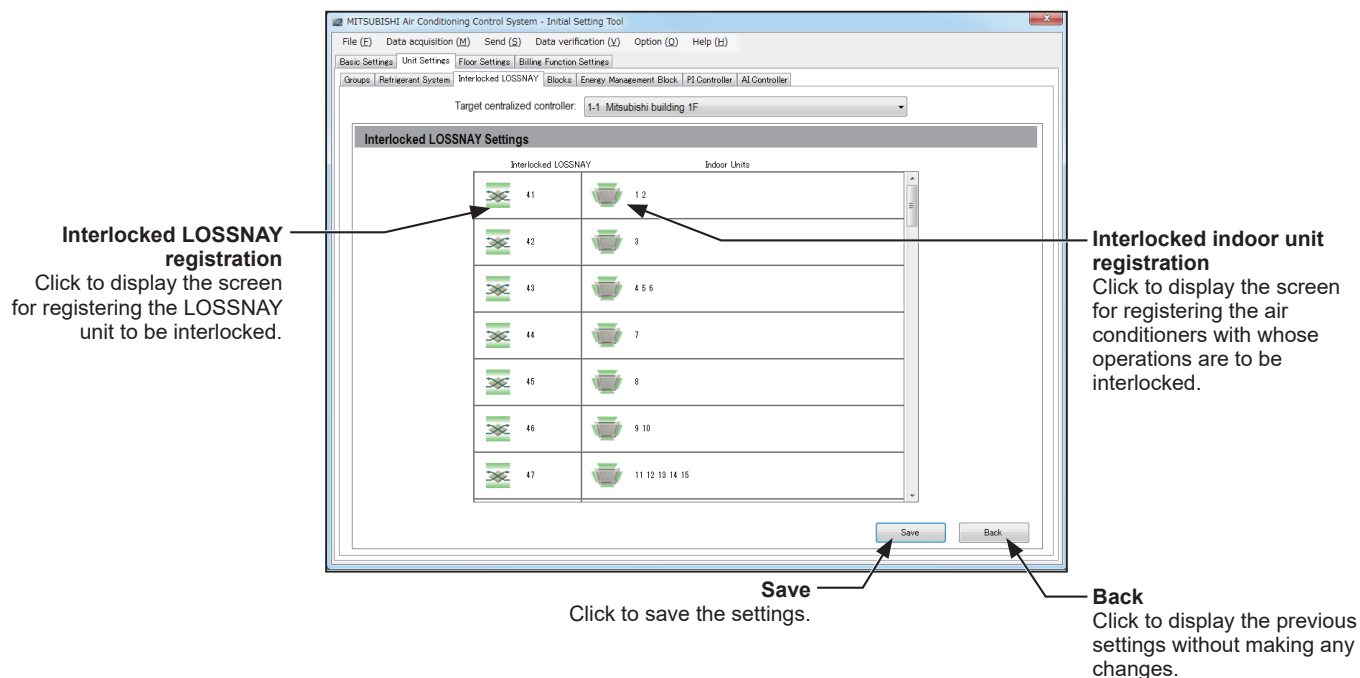 MITSUBISHI Air Conditioning Control System - Initial Setting Tool
File (F) Data acquisition (M) Send (S) Data verification (V) Option (O) Help (H)
Basic Settings Unit Settings Floor Settings Billing Function Settings
Groups Refrigerant System Interlocked LOSSNAY Blocks Energy Management Block PI Controller AI Controller
Target centralized controller: 1-1 Mitsubishi building 1F
Interlocked LOSSNAY Settings
Interlocked LOSSNAY Indoor Units
41 1 2
42 3
43 4 5 6
44 7
45 8
46 9 10
47 11 12 13 14 15
Save Back
Interlocked LOSSNAY
registration
Click to display the screen
for registering the LOSSNAY
unit to be interlocked.
Interlocked indoor unit
registration
Click to display the screen
for registering the air
conditioners with whose
operations are to be
interlocked.
Save
Click to save the settings.
Back
Click to display the previous
settings without making any
changes.